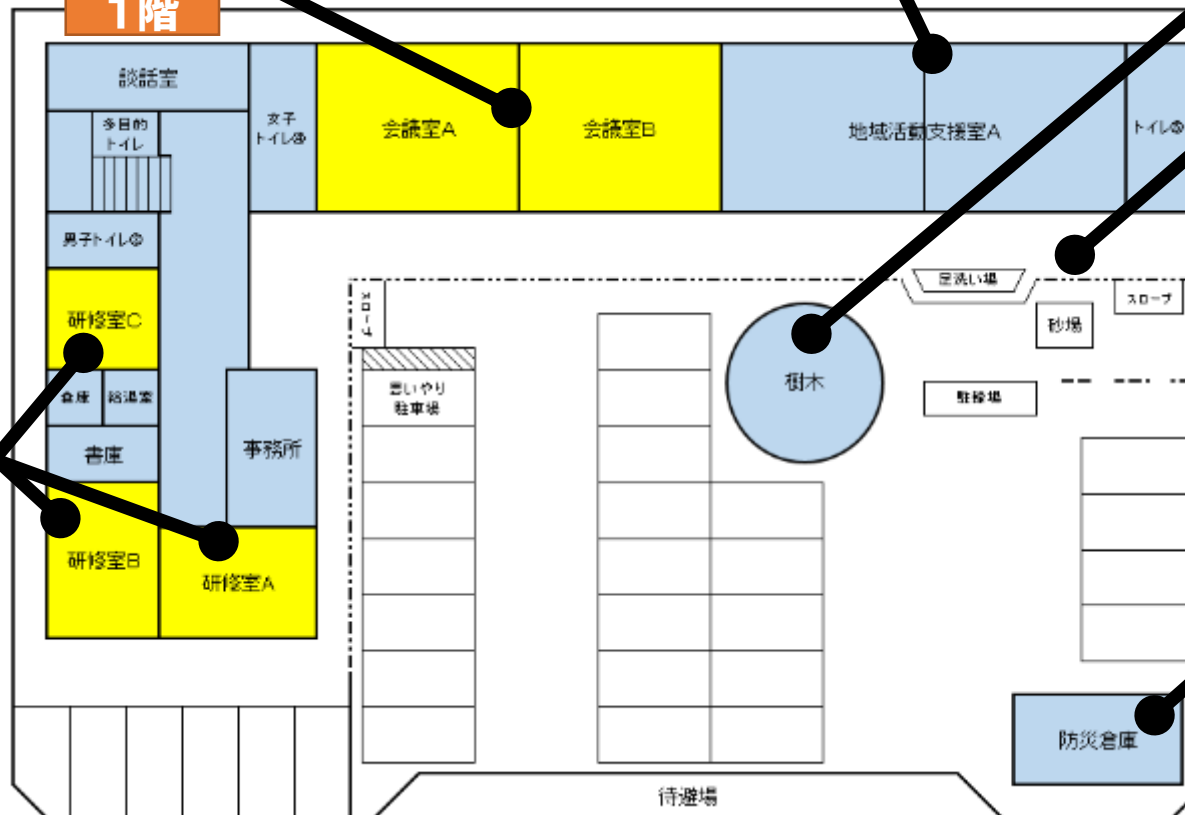 1階
談話室
多目的
トイレ
女子
トイレ②
会議室A
会議室B
地域活動支援室A
男子トイレ②
研修室C
倉庫
給湯室
書庫
事務所
研修室B
研修室A
スロープ
思いやり
駐車場
樹木
足洗い場
スロープ
砂場
駐輪場
防災倉庫
待避場